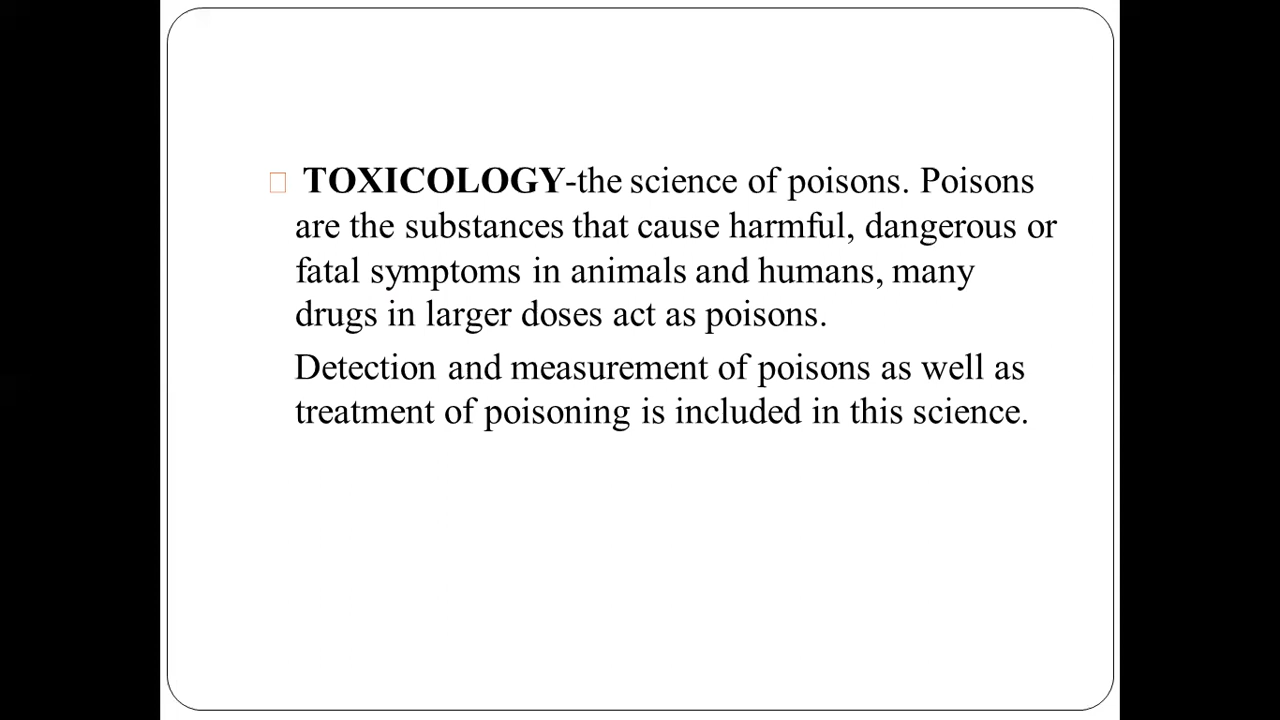 TOXICOLOGY-the science of poisons. Poisons
are the substances that cause harmful, dangerous or
fatal symptoms in animals and humans, many
drugs in larger doses act as poisons.
Detection and measurement of poisons as well as
treatment of poisoning is included in this science.